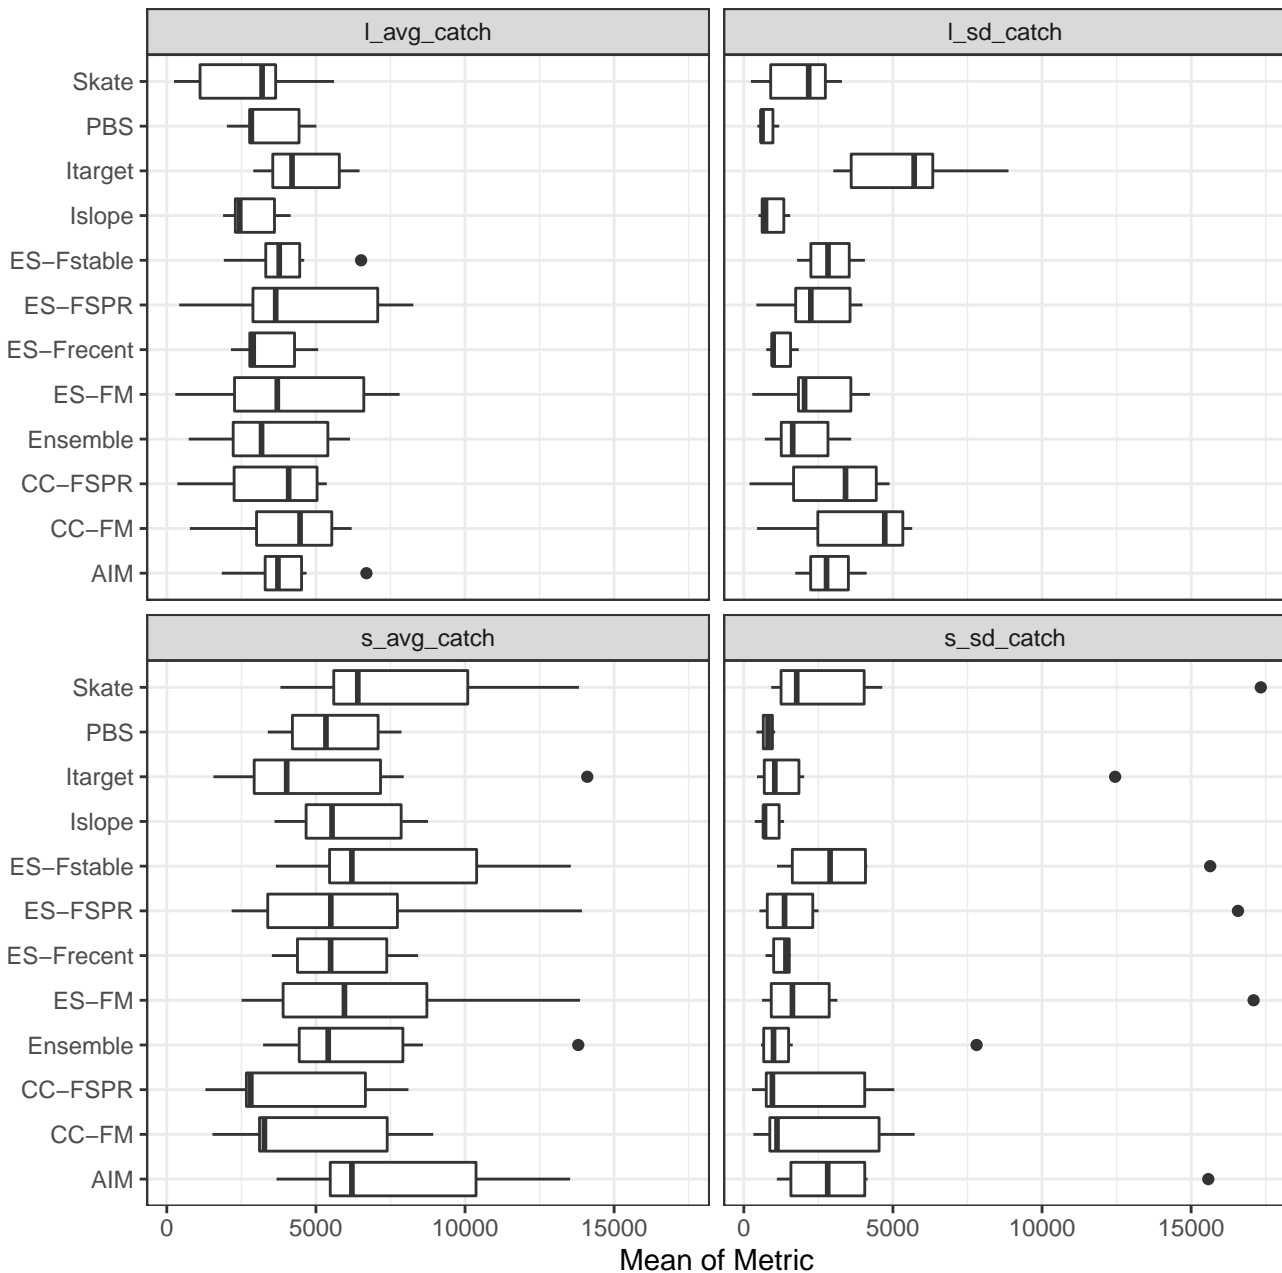 l_avg_catch
l_sd_catch
Skate
PBS
Itarget
Islope
ES−Fstable
ES−FSPR
ES−Frecent
ES−FM
Ensemble
CC−FSPR
CC−FM
AIM
s_avg_catch
s_sd_catch
Skate
PBS
Itarget
Islope
ES−Fstable
ES−FSPR
ES−Frecent
ES−FM
Ensemble
CC−FSPR
CC−FM
AIM
0 5000 10000 15000
0 5000 10000 15000
Mean of Metric